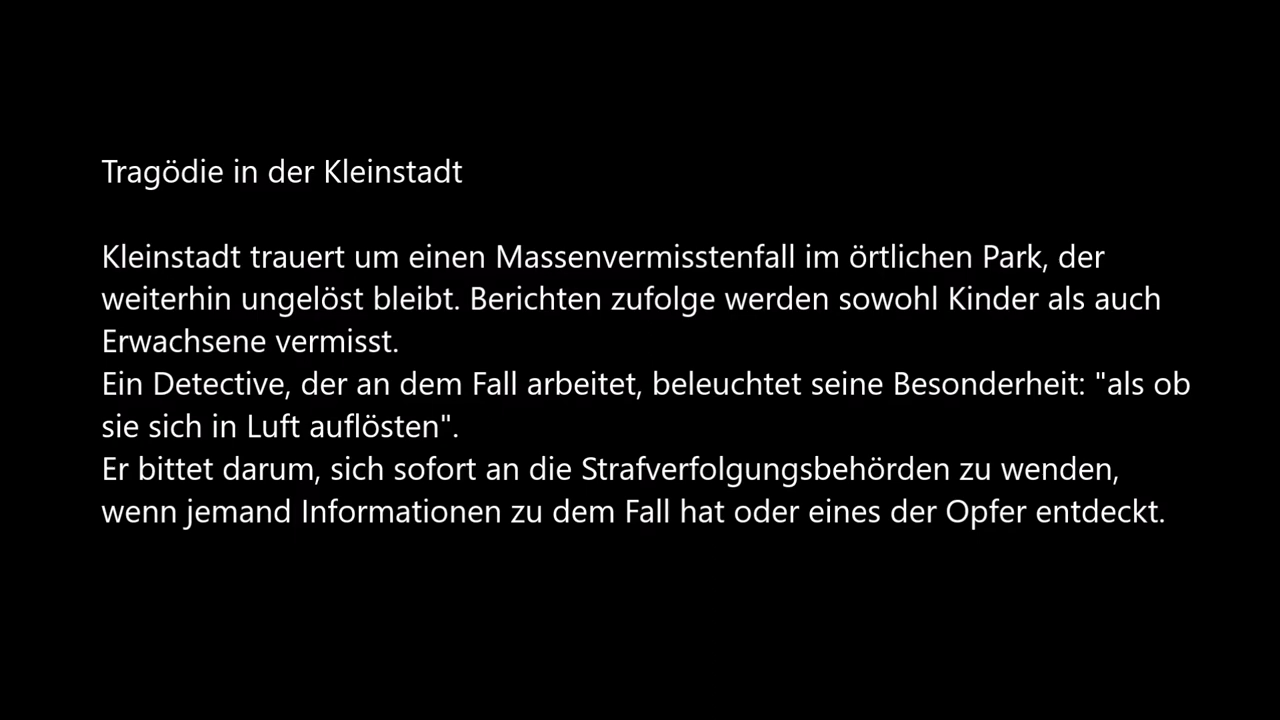 Tragödie in der Kleinstadt
Kleinstadt trauert um einen Massenvermisstenfall im örtlichen Park, der
weiterhin ungelöst bleibt. Berichten zufolge werden sowohl Kinder als auch
Erwachsene vermisst.
Ein Detective, der an dem Fall arbeitet, beleuchtet seine Besonderheit: "als ob
sie sich in Luft auflösten".
Er bittet darum, sich sofort an die Strafverfolgungsbehörden zu wenden,
wenn jemand Informationen zu dem Fall hat oder eines der Opfer entdeckt.